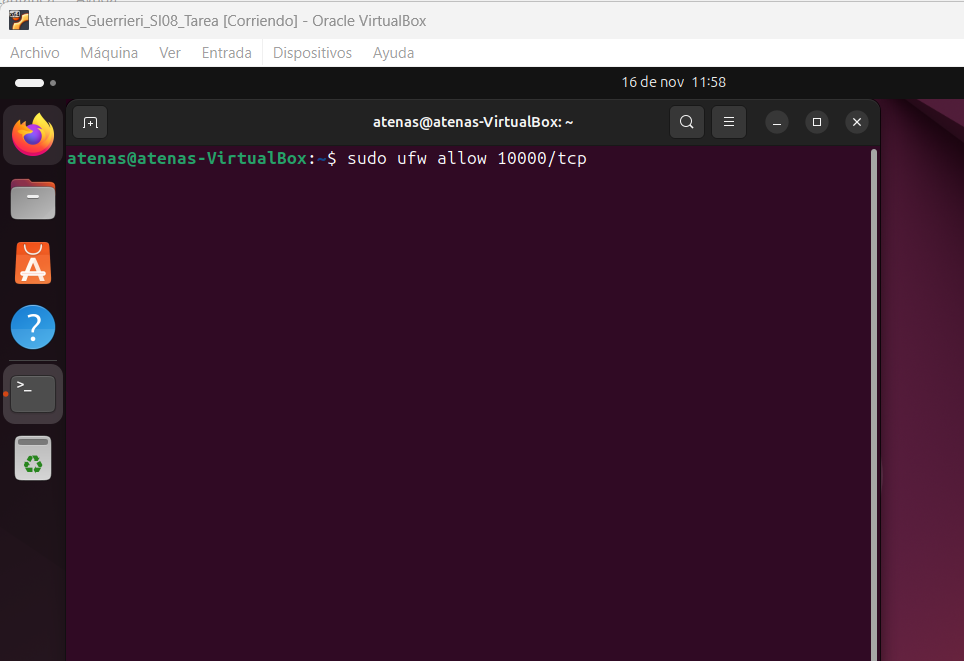 Atenas_Guerrieri_SI08_Tarea [Corriendo] - Oracle VirtualBox
Archivo Máquina Ver Entrada Dispositivos Ayuda
16 de nov 11:58
atenas@atenas-VirtualBox: ~
atenas@atenas-VirtualBox:~$ sudo ufw allow 10000/tcp